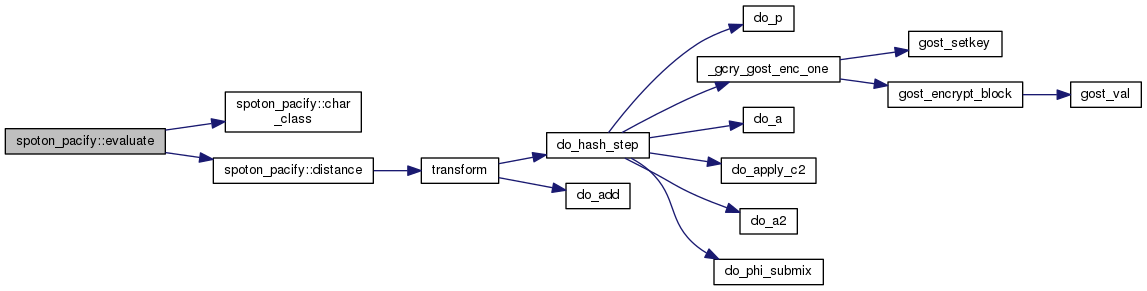 do_p
gost_setkey
_gcry_gost_enc_one
gost_encrypt_block
gost_val
spoton_pacify::char
_class
do_a
spoton_pacify::evaluate
do_hash_step
spoton_pacify::distance
transform
do_apply_c2
do_add
do_a2
do_phi_submix